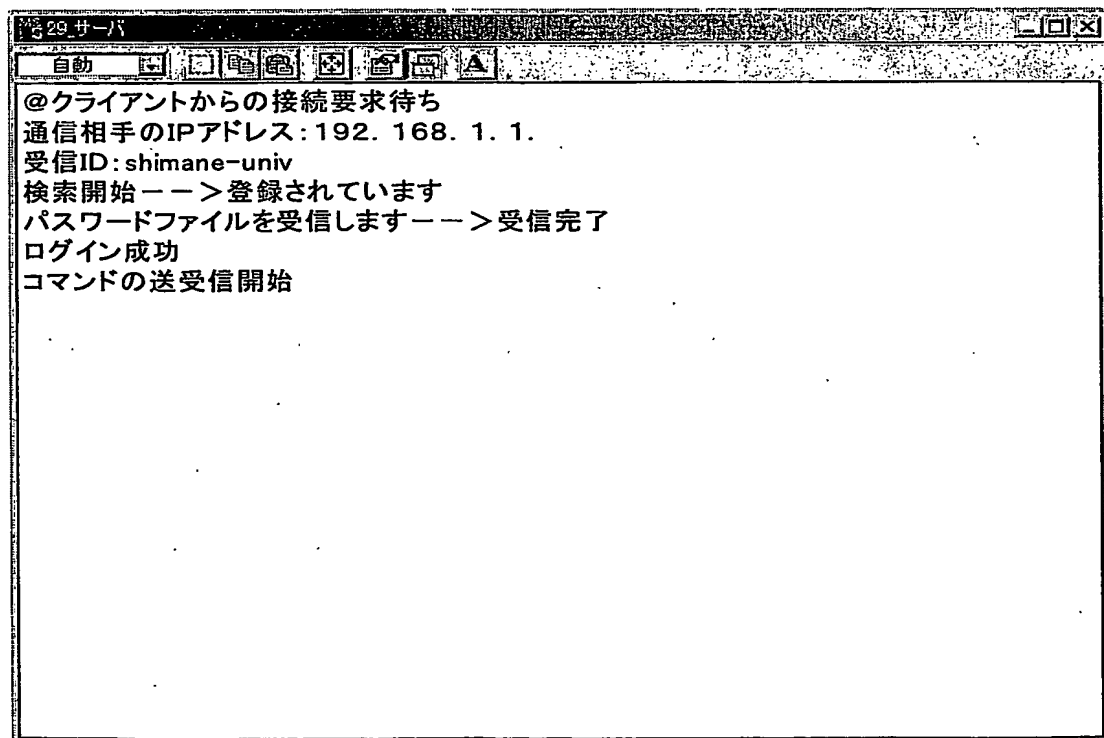 29_サーバ
自動
A
@クライアントからの接続要求待ち
通信相手のIPアドレス:192. 168. 1. 1.
受信ID:shimane-univ
検索開始ーー>登録されています
パスワードファイルを受信しますーー>受信完了
ログイン成功
コマンドの送受信開始